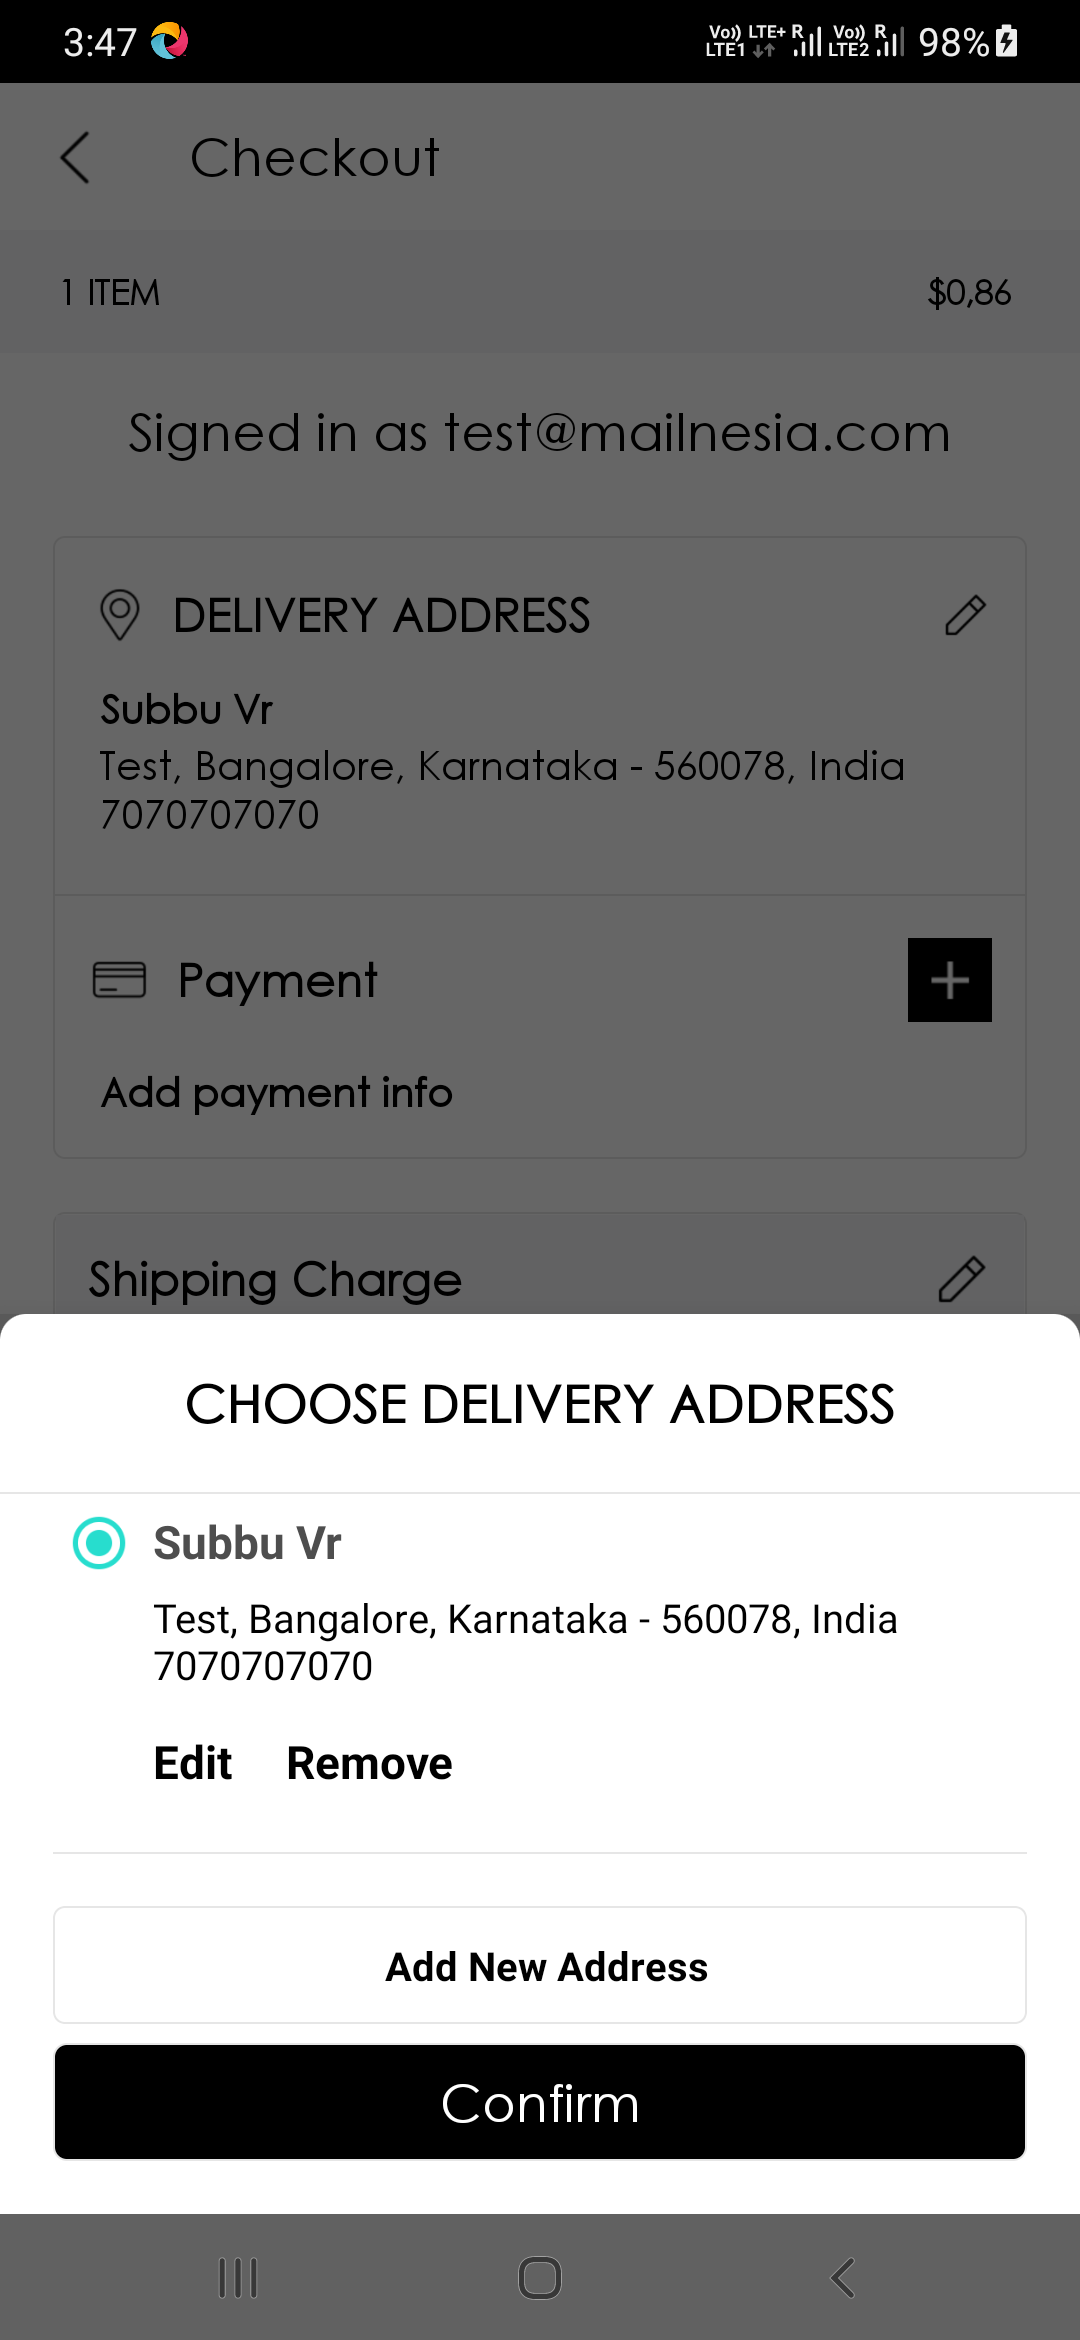 3:47
Vo)) LTE+ R Vo)) R 98%
LTE1 LTE2
Checkout
1 ITEM $0,86
Signed in as test@mailnesia.com
DELIVERY ADDRESS
Subbu Vr
Test, Bangalore, Karnataka - 560078, India
7070707070
Payment
Add payment info
Shipping Charge
CHOOSE DELIVERY ADDRESS
Subbu Vr
Test, Bangalore, Karnataka - 560078, India
7070707070
Edit Remove
Add New Address
Confirm